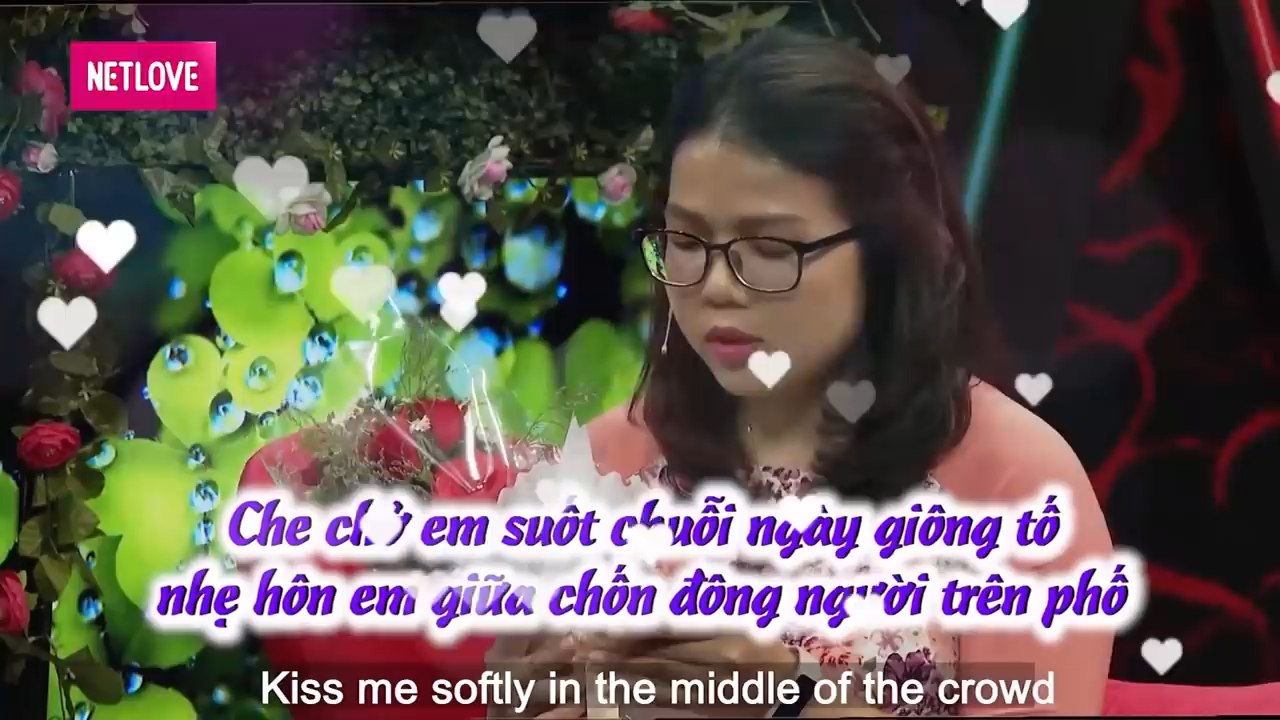 NETLOVE
Che chở em suốt chuỗi ngày giông tố
nhẹ hôn em giữa chốn đông người trên phố
Kiss me softly in the middle of the crowd